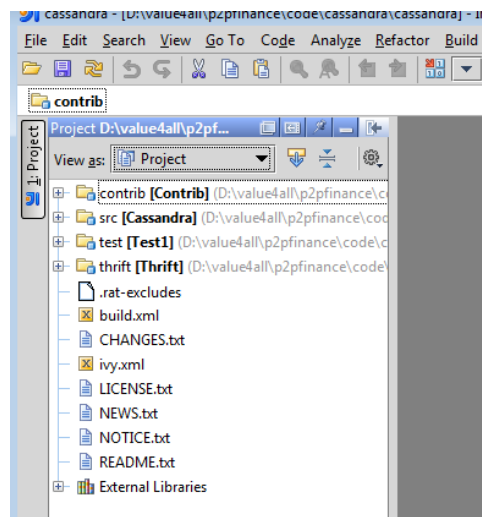 cassandra - [D:\value4all\p2pfinance\code\cassandra\cassandra] - I
File Edit Search View Go To Code Analyze Refactor Build
contrib
1: Project
Project D:\value4all\p2pf...
View as: Project
contrib [Contrib] (D:\value4all\p2pfinance\c
src [Cassandra] (D:\value4all\p2pfinance\coc
test [Test1] (D:\value4all\p2pfinance\code\c
thrift [Thrift] (D:\value4all\p2pfinance\code\
.rat-excludes
build.xml
CHANGES.txt
ivy.xml
LICENSE.txt
NEWS.txt
NOTICE.txt
README.txt
External Libraries